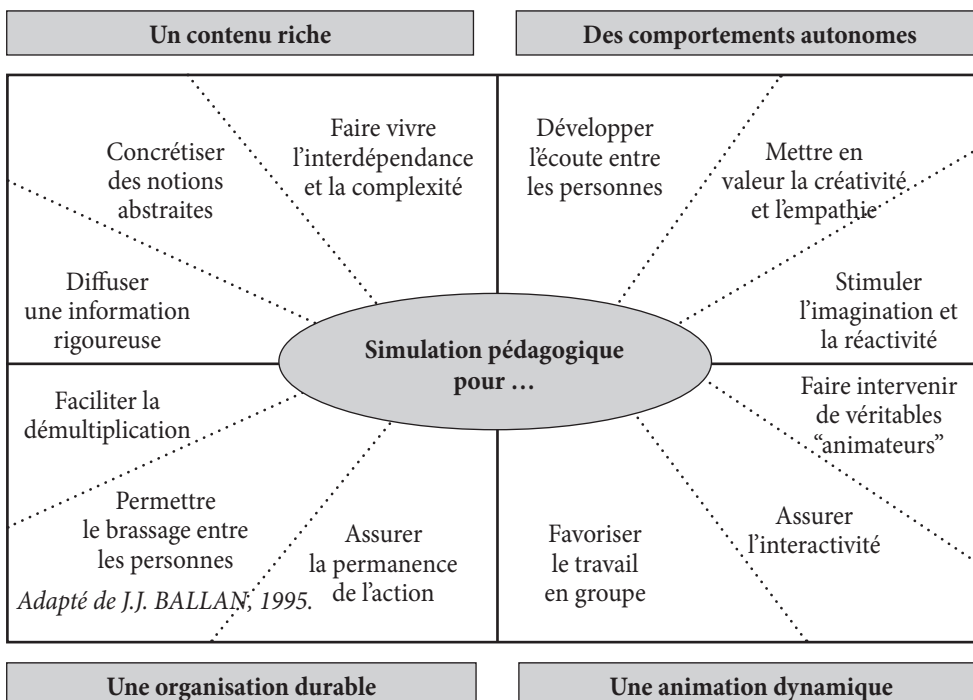 Un contenu riche
Des comportements autonomes
Concrétiser
des notions
abstraites
Faire vivre
l'interdépendance
et la complexité
Développer
l'écoute entre
les personnes
Mettre en
valeur la créativité
et l'empathie
Diffuser
une information
rigoureuse
Stimuler
l'imagination et
la réactivité
Simulation pédagogique
pour …
Faciliter la
démultiplication
Faire intervenir
de véritables
“animateurs”
Permettre
le brassage entre
les personnes
Assurer
la permanence
de l'action
Favoriser
le travail
en groupe
Assurer
l'interactivité
Adapté de J.J. BALLAN, 1995.
Une organisation durable
Une animation dynamique